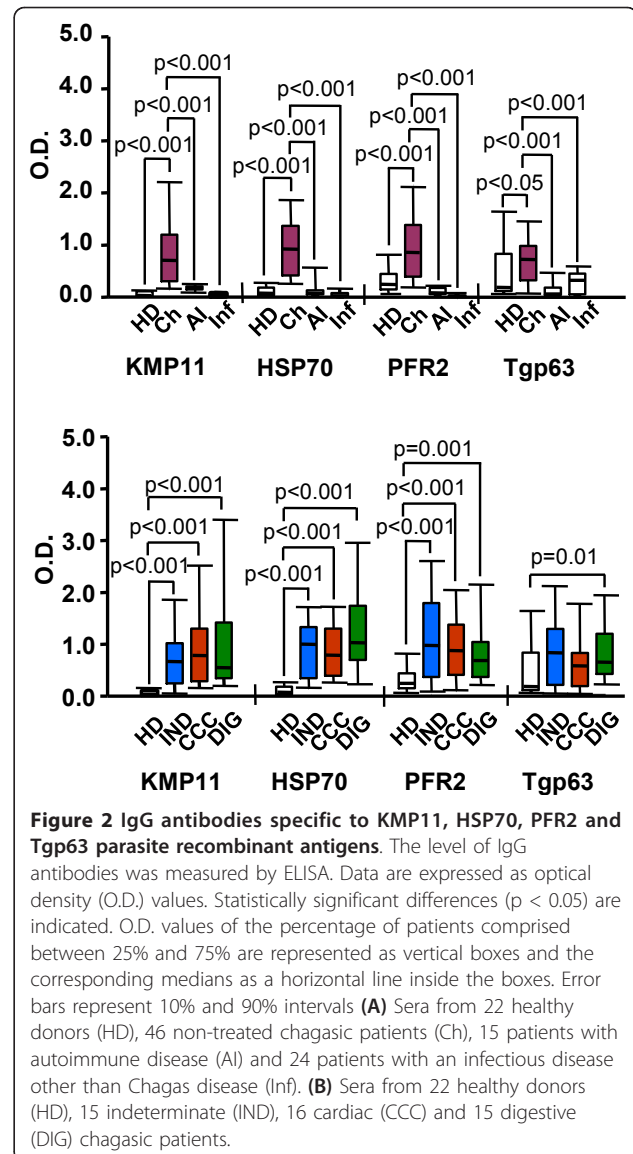 5.0
4.0
3.0
2.0
1.0
0.0
O.D.
p<0.001
p<0.001
p<0.001
p<0.001
p<0.001
p<0.001
p<0.001
p<0.001
p<0.001
p<0.001
p<0.001
p<0.05
HD Ch AI Inf HD Ch AI Inf HD Ch AI Inf HD Ch AI Inf
KMP11 HSP70 PFR2 Tgp63
5.0
4.0
3.0
2.0
1.0
0.0
O.D.
p<0.001
p<0.001
p<0.001
p<0.001
p<0.001
p<0.001
p=0.001
p<0.001
p<0.001
p=0.01
HD IND CCC DIG HD IND CCC DIG HD IND CCC DIG HD IND CCC DIG
KMP11 HSP70 PFR2 Tgp63
Figure 2 IgG antibodies specific to KMP11, HSP70, PFR2 and
Tgp63 parasite recombinant antigens. The level of IgG
antibodies was measured by ELISA. Data are expressed as optical
density (O.D.) values. Statistically significant differences (p < 0.05) are
indicated. O.D. values of the percentage of patients comprised
between 25% and 75% are represented as vertical boxes and the
corresponding medians as a horizontal line inside the boxes. Error
bars represent 10% and 90% intervals (A) Sera from 22 healthy
donors (HD), 46 non-treated chagasic patients (Ch), 15 patients with
autoimmune disease (AI) and 24 patients with an infectious disease
other than Chagas disease (Inf). (B) Sera from 22 healthy donors
(HD), 15 indeterminate (IND), 16 cardiac (CCC) and 15 digestive
(DIG) chagasic patients.